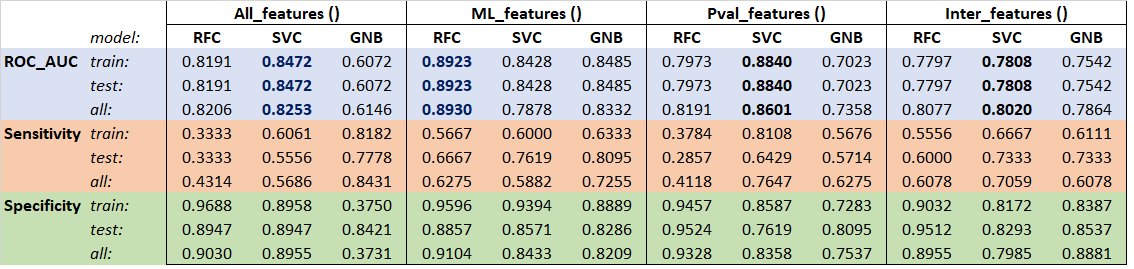 All_features () ML_features () Pval_features () Inter_features ()
model: RFC SVC GNB RFC SVC GNB RFC SVC GNB RFC SVC GNB
ROC_AUC train: 0.8191 0.8472 0.6072 0.8923 0.8428 0.8485 0.7973 0.8840 0.7023 0.7797 0.7808 0.7542
test: 0.8191 0.8472 0.6072 0.8923 0.8428 0.8485 0.7973 0.8840 0.7023 0.7797 0.7808 0.7542
all: 0.8206 0.8253 0.6146 0.8930 0.7878 0.8332 0.8191 0.8601 0.7358 0.8077 0.8020 0.7864
Sensitivity train: 0.3333 0.6061 0.8182 0.5667 0.6000 0.6333 0.3784 0.8108 0.5676 0.5556 0.6667 0.6111
test: 0.3333 0.5556 0.7778 0.6667 0.7619 0.8095 0.2857 0.6429 0.5714 0.6000 0.7333 0.7333
all: 0.4314 0.5686 0.8431 0.6275 0.5882 0.7255 0.4118 0.7647 0.6275 0.6078 0.7059 0.6078
Specificity train: 0.9688 0.8958 0.3750 0.9596 0.9394 0.8889 0.9457 0.8587 0.7283 0.9032 0.8172 0.8387
test: 0.8947 0.8947 0.8421 0.8857 0.8571 0.8286 0.9524 0.7619 0.8095 0.9512 0.8293 0.8537
all: 0.9030 0.8955 0.3731 0.9104 0.8433 0.8209 0.9328 0.8358 0.7537 0.8955 0.7985 0.8881